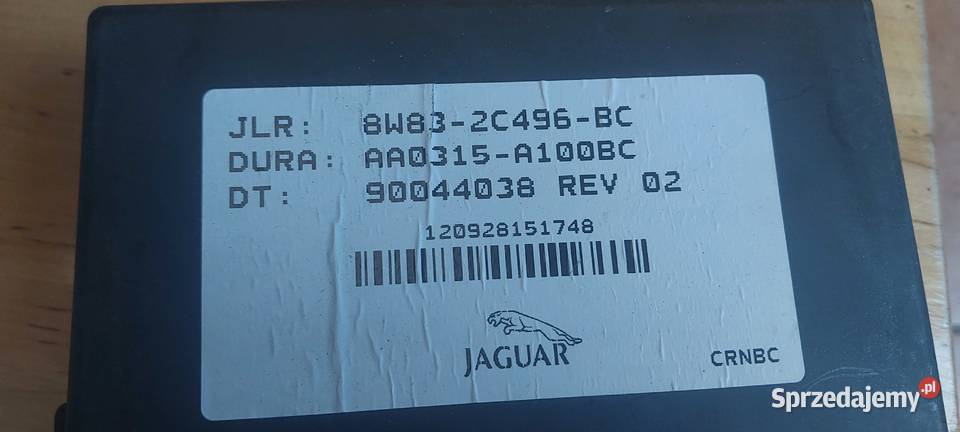 JLR: 8W83-2C496-BC
DURA: AA0315-A100BC
DT: 90044038 REV 02
120928151748
JAGUAR
CRNBC
Sprzedajemy.pl